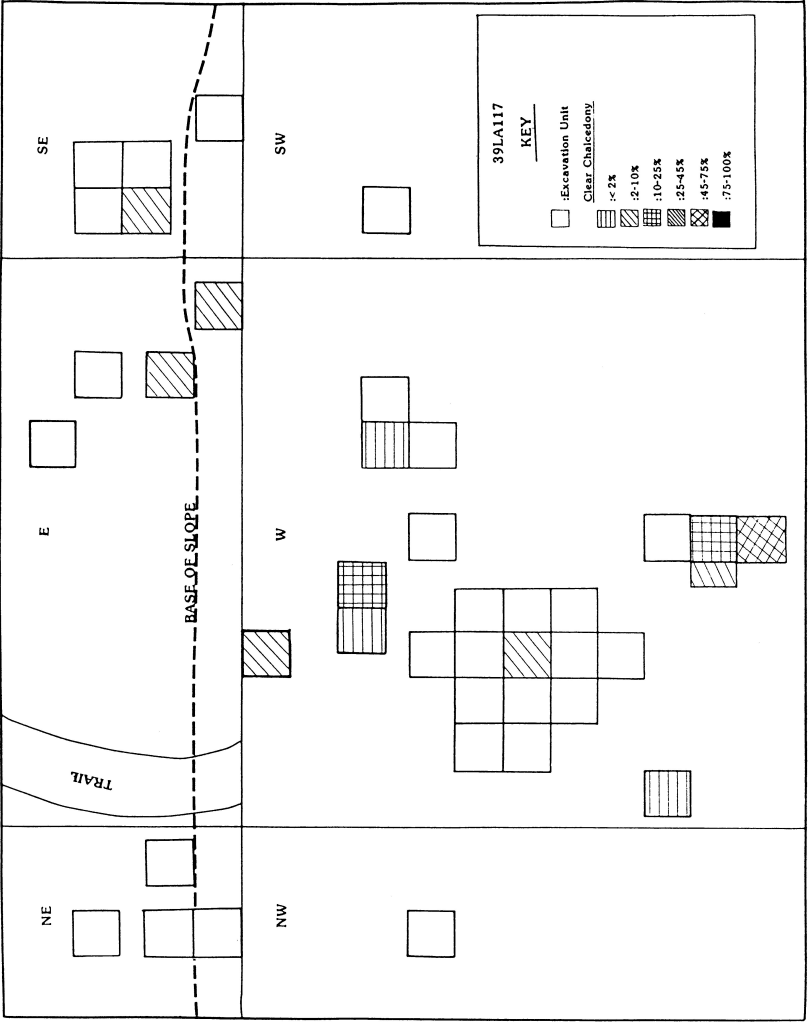 39LA117
KEY
:Excavation Unit
Clear Chalcedony
:< 2%
:2-10%
:10-25%
:25-45%
:45-75%
:75-100%
SE
SW
E
W
BASE OF SLOPE
TRAIL
NE
NW